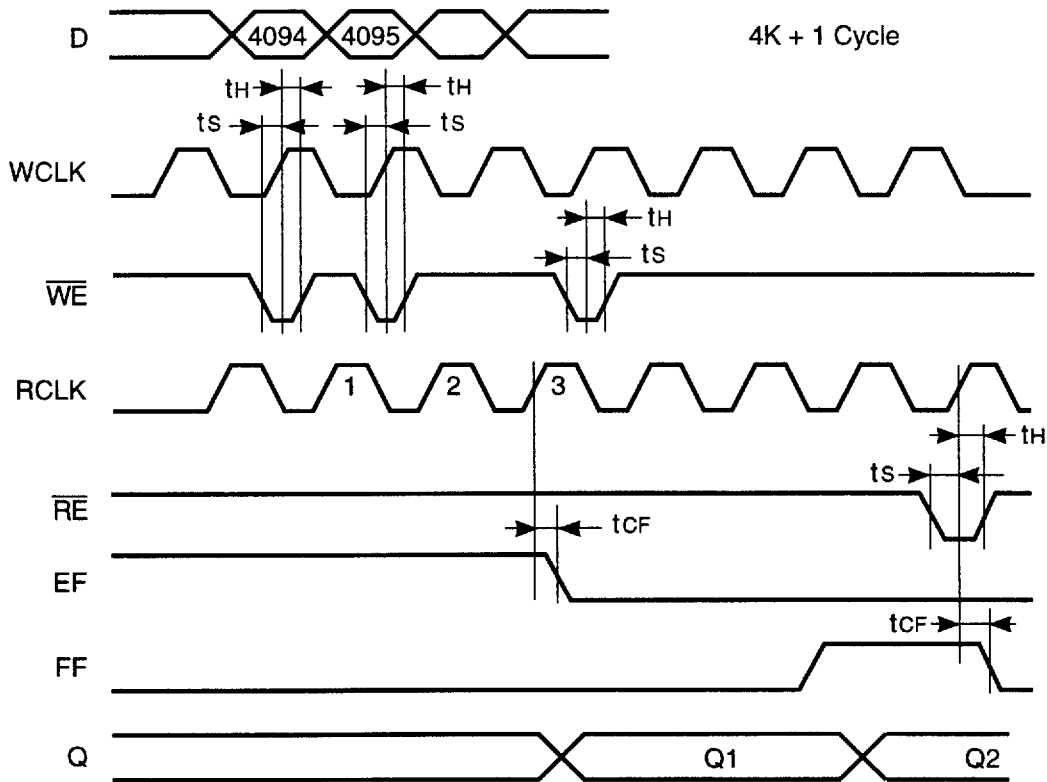 D 4094 4095 4K + 1 Cycle
tH tH
tS tS
WCLK
tH
tS
WE
RCLK 1 2 3
tH
tS
RE
tCF
EF
tCF
FF
Q Q1 Q2